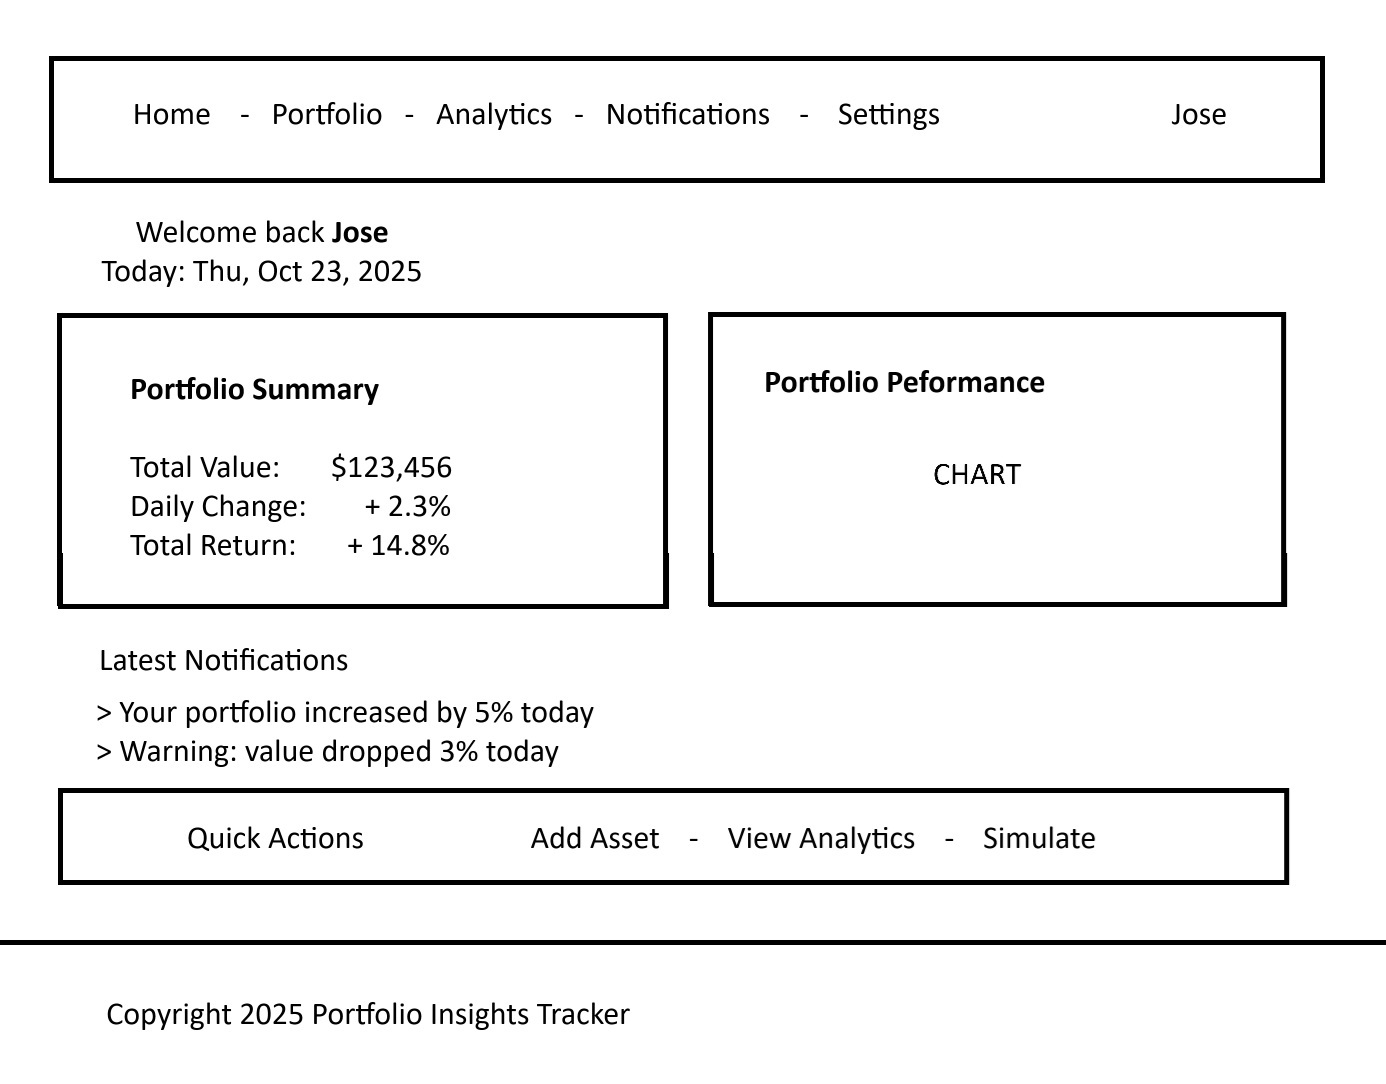 Home - Portfolio - Analytics - Notifications - Settings Jose
Welcome back Jose
Today: Thu, Oct 23, 2025
Portfolio Summary
Total Value: $123,456
Daily Change: + 2.3%
Total Return: + 14.8%
Portfolio Peformance
CHART
Latest Notifications
> Your portfolio increased by 5% today
> Warning: value dropped 3% today
Quick Actions Add Asset - View Analytics - Simulate
Copyright 2025 Portfolio Insights Tracker